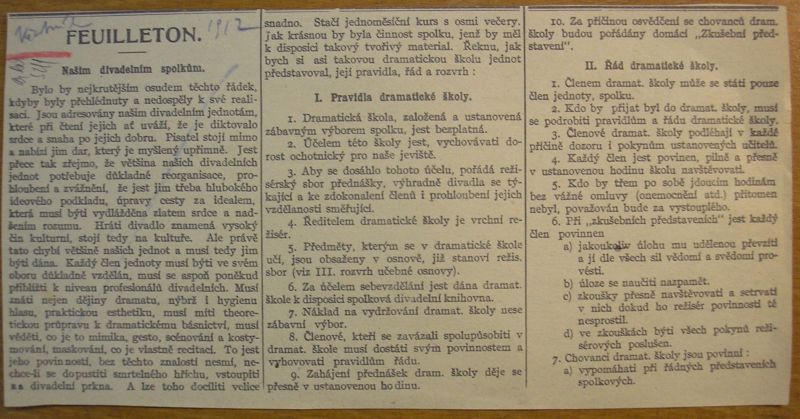 1912
FEUILLETON.
Našim divadelním spolkům.
Bylo by nejkrutějším osudem těchto řádek,
kdyby byly přehlédnuty a nedospěly k své reali-
saci. Jsou adresovány našim divadelním jednotám,
které při čtení jejich ať uváží, že je diktovalo
srdce a snaha po jejich dobru. Pisatel stojí mimo
a nabízí jim dar, který je myšlený upřímně. Jest
přece tak zřejmo, že většina našich divadelních
jednot potřebuje důkladné reorganisace, pro-
hloubení a zvážnění, že jest jim třeba hlubokého
ideového podkladu, úpravy cesty za idealem,
která musí býti vydlážděna zlatem srdce a nad-
šením rozumu. Hráti divadlo znamená vysoký
čin kulturní, stojí tedy na kultuře. Ale právě
tato chybí většině našich jednot a musí tedy jim
býti dána. Každý člen jednoty musí býti ve svém
oboru důkladně vzdělán, musí se aspoň poněkud
přiblížiti k niveau profesionálů divadelních. Musí
znáti nejen dějiny dramatu, nýbrž i hygienu
hlasu, praktickou esthetiku, musí míti theore-
tickou průpravu k dramatickému básnictví, musí
věděti, co je to mimika, gesto, scénování a kosty-
mování, maskování, co je vlastně recitací. To jest
jeho povinností, bez těchto znalostí nesmí, ne-
chce-li se dopustiti smrtelného hříchu, vstoupiti
na divadelní prkna. A lze toho docíliti velice
snadno. Stačí jednoměsíční kurs s osmi večery.
Jak krásnou by byla činnost spolku, jenž by měl
k disposici takový tvořivý material. Řeknu, jak
bych si asi takovou dramatickou školu jednot
představoval, její pravidla, řád a rozvrh:
I. Pravidla dramatické školy.
1. Dramatická škola, založená a ustanovená
zábavným výborem spolku, jest bezplatná.
2. Účelem této školy jest, vychovávati do-
dorost ochotnický pro naše jeviště.
3. Aby se dosáhlo tohoto účelu, pořádá reži-
sérský sbor přednášky, výhradně divadla se tý-
kající a ke zdokonalení členů i prohloubení jejich
vzdělanosti směřující.
4. Ředitelem dramatické školy je vrchní re-
žisér.
5. Předměty, kterým se v dramatické škole
učí, jsou obsaženy v osnově, již stanoví režis.
sbor (viz III. rozvrh učebné osnovy).
6. Za účelem sebevzdělání jest dána dramat.
škole k disposici spolková divadelní knihovna.
7. Náklad na vydržování dramat. školy nese
zábavní výbor.
8. Členové, kteří se zavázali spolupůsobiti v
dramat. škole musí dostáti svým povinnostem a
vyhovovati pravidlům řádu.
9. Zahájení přednášek dram. školy děje se
přesně v ustanovenou hodinu.
10. Za příčinou osvědčení se chovanců dram.
školy budou pořádány domácí „Zkušební před-
stavení".
II. Řád dramatické školy.
1. Členem dramat. školy může se státi pouze
člen jednoty, spolku.
2. Kdo by přijat byl do dramat. školy, musí
se podrobiti pravidlům a řádu dramatické školy.
3. Členové dramat. školy podléhají v každé
příčině dozoru i pokynům ustanovených učitelů.
4. Každý člen jest povinen, pilně a přesně
v ustanovenou hodinu školu navštěvovati.
5. Kdo by třem po sobě jdoucím hodinám
bez vážné omluvy (onemocnění atd.) přítomen
nebyl, považován bude za vystouplého.
6. Při „zkušebních představeních" jest každý
člen povinnen
a) jakoukoliv úlohu mu udělenou převzíti
a jí dle všech sil vědomí a svědomí pro-
vésti.
b) úloze se naučiti nazpamět.
c) zkoušky přesně navštěvovati a setrvati
v nich dokud ho režisér povinnosti té
nesprostil.
d) ve zkouškách býti všech pokynů reži-
sérových poslušen.
7. Chovanci dramat. školy jsou povinni:
a) vypomáhati při řádných představeních
spolkových.